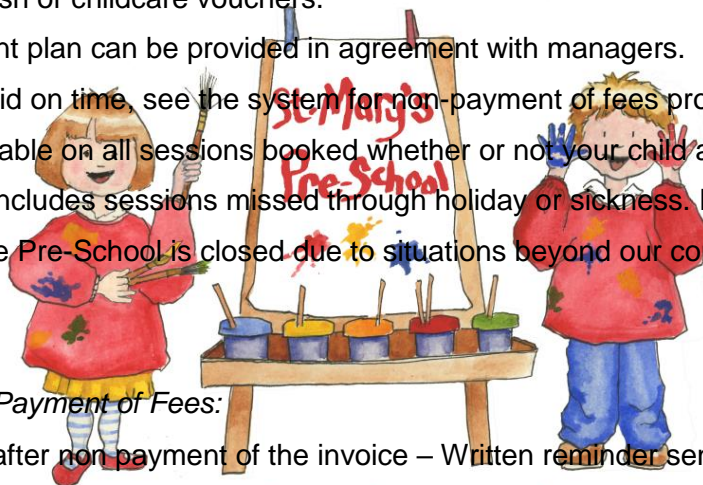 sh or childcare vouchers.
nt plan can be provided in agreement with managers.
id on time, see the system for non-payment of fees pro
St. Mary's
able on all sessions booked whether or not your child a
Pre-School
includes sessions missed through holiday or sickness.
e Pre-School is closed due to situations beyond our co
Payment of Fees:
after non payment of the invoice – Written reminder se